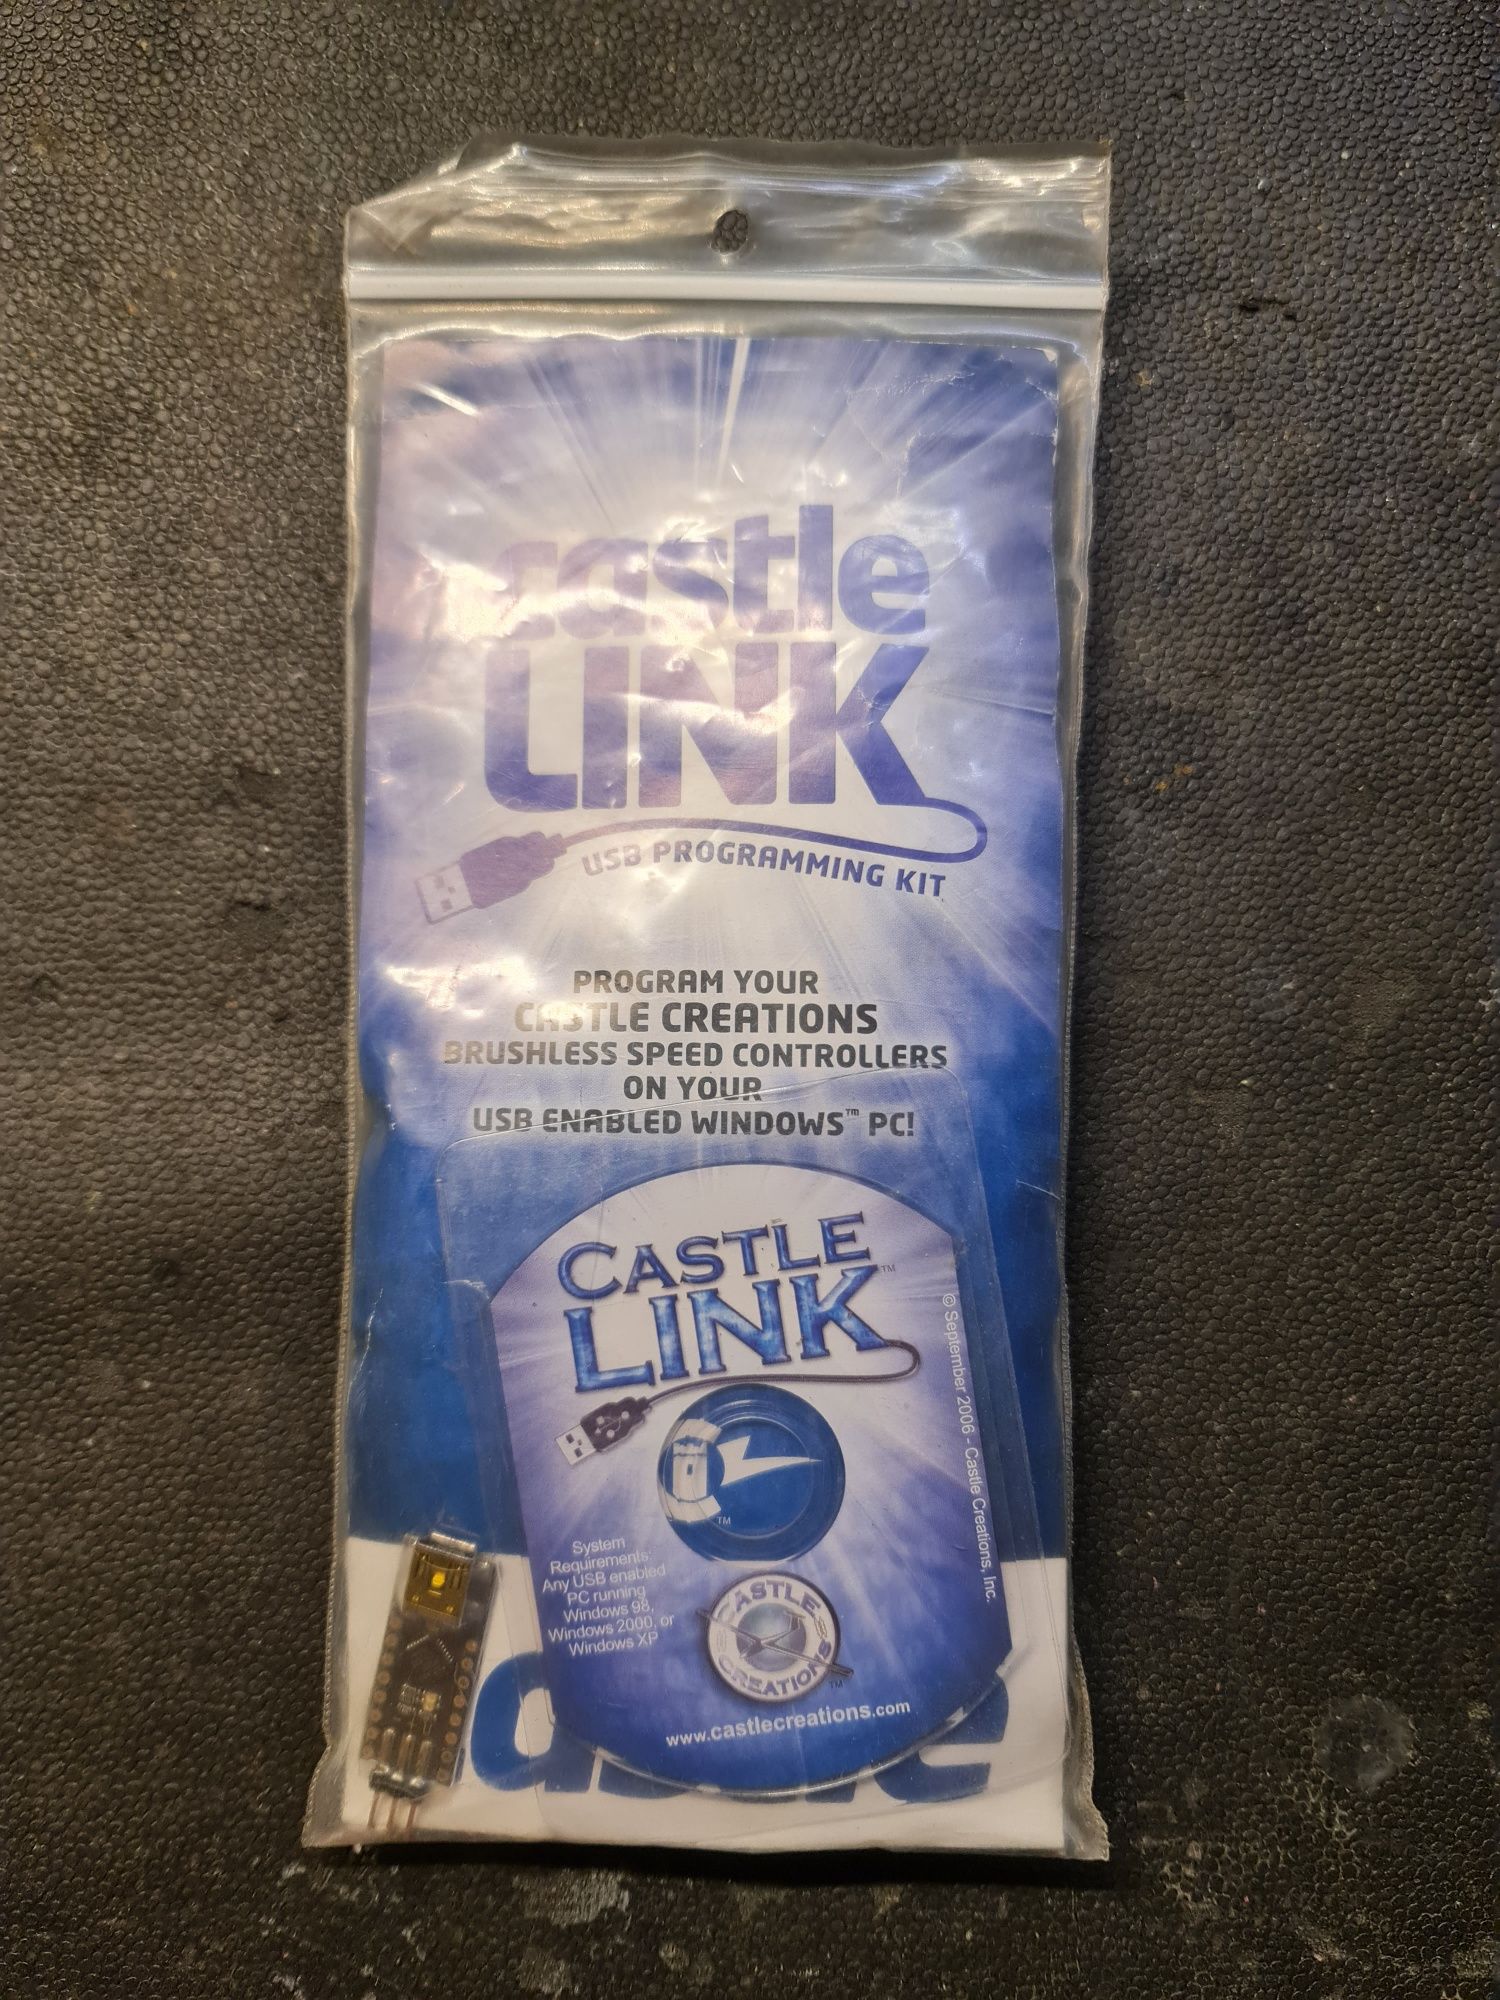 castle
LINK
USB PROGRAMMING KIT
PROGRAM YOUR
CASTLE CREATIONS
BRUSHLESS SPEED CONTROLLERS
ON YOUR
USB ENABLED WINDOWS™ PC!
CASTLE
LINK™
© September 2006 - Castle Creations, Inc.
TM
System
Requirements:
Any USB enabled
PC running
Windows 98,
Windows 2000, or
Windows XP
CASTLE
CREATIONS
TM
www.castlecreations.com